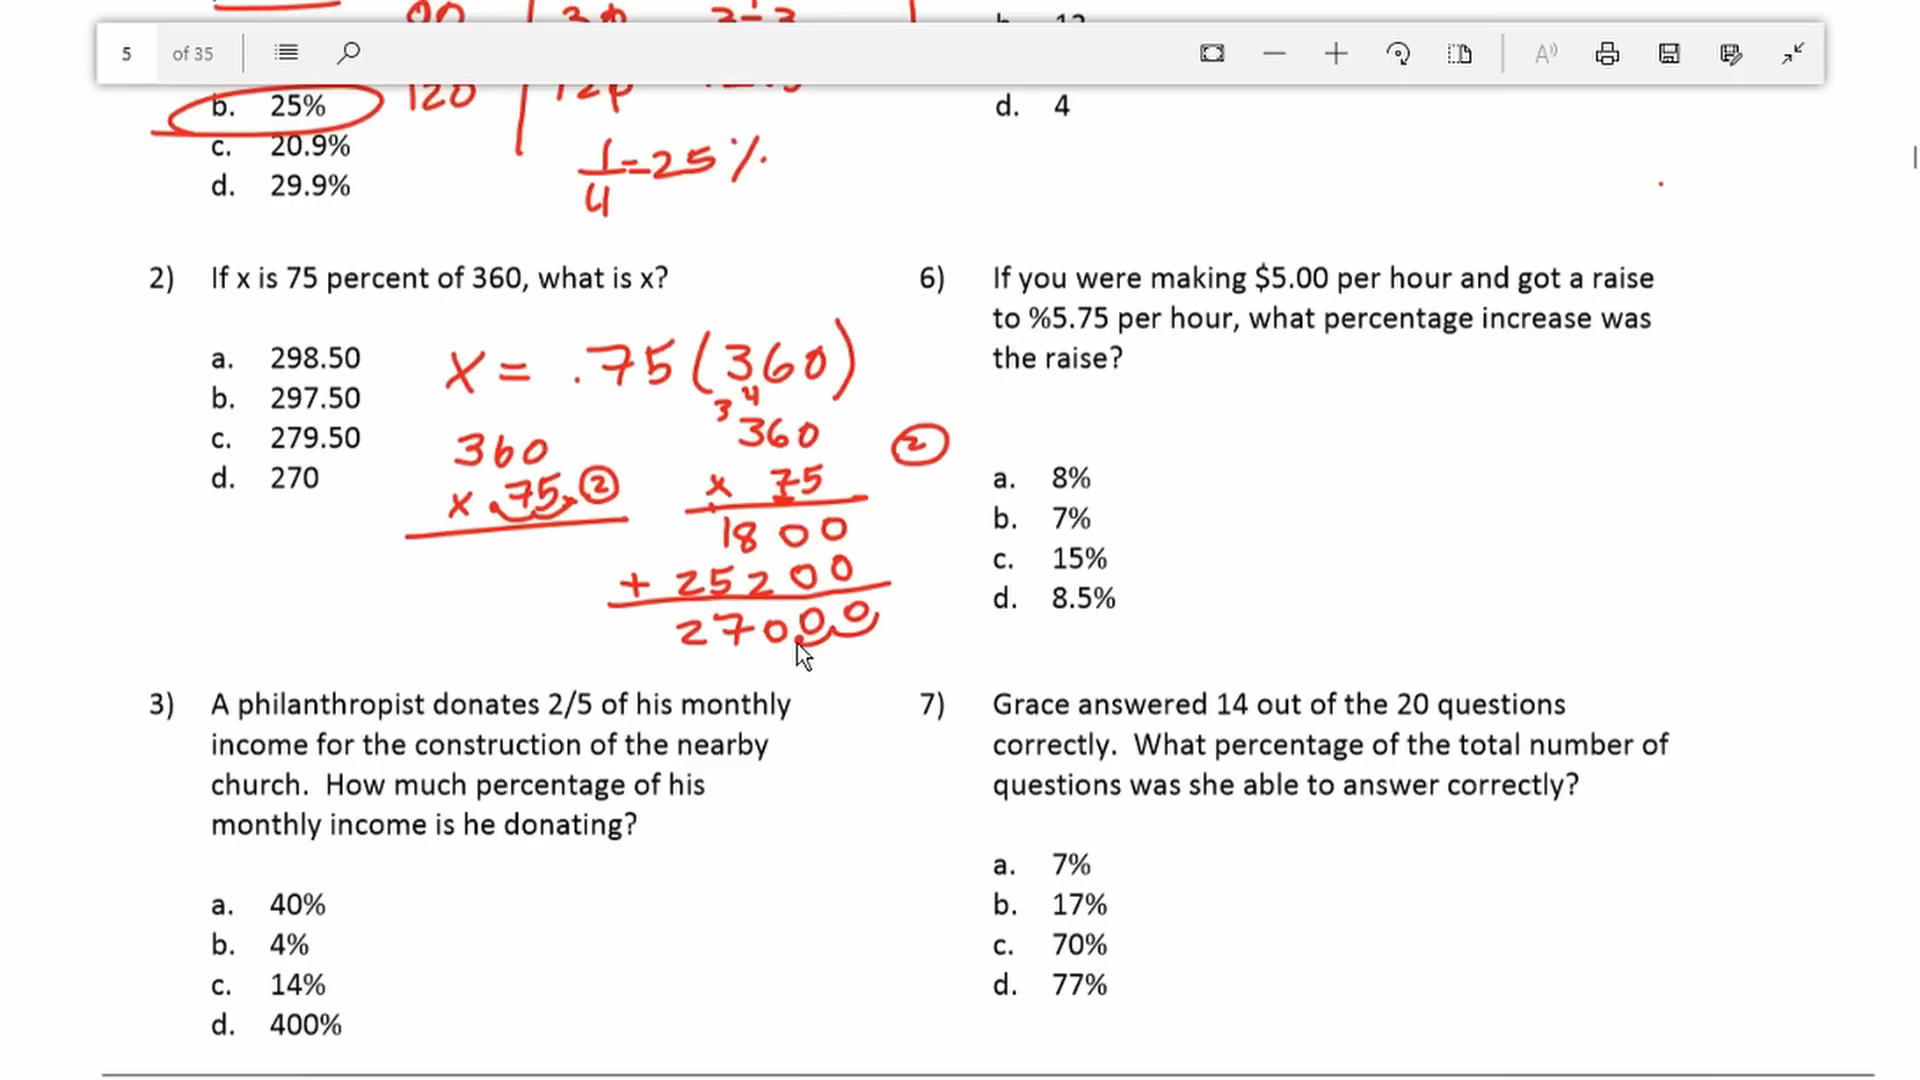 5 of 35
b. 25%
c. 20.9%
d. 29.9%
120
1/4 = 25%
2) If x is 75 percent of 360, what is x?
a. 298.50
b. 297.50
c. 279.50
d. 270
x = .75(360)
360
x .75. 2
3 4
360
x 75
1800
+ 25200
270.00
2
3) A philanthropist donates 2/5 of his monthly
income for the construction of the nearby
church. How much percentage of his
monthly income is he donating?
a. 40%
b. 4%
c. 14%
d. 400%
d. 4
6) If you were making $5.00 per hour and got a raise
to %5.75 per hour, what percentage increase was
the raise?
a. 8%
b. 7%
c. 15%
d. 8.5%
7) Grace answered 14 out of the 20 questions
correctly. What percentage of the total number of
questions was she able to answer correctly?
a. 7%
b. 17%
c. 70%
d. 77%